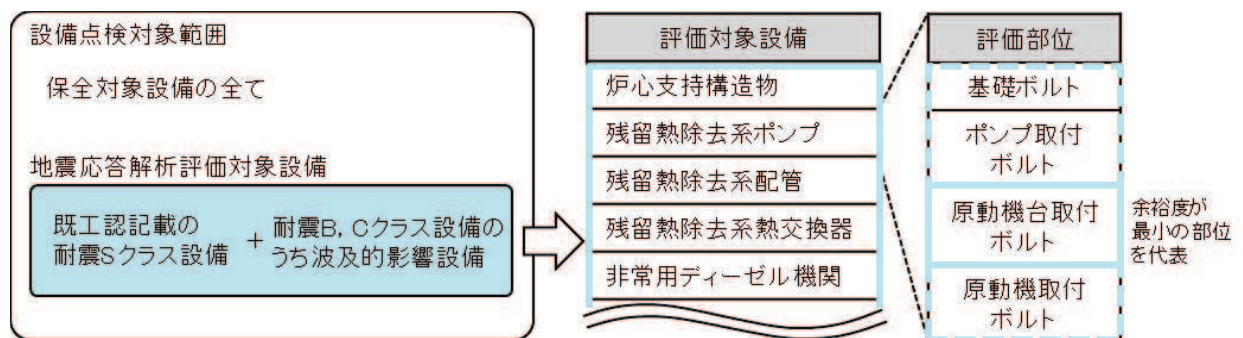 設備点検対象範囲
保全対象設備の全て
地震応答解析評価対象設備
既工認記載の
耐震Sクラス設備
+
耐震B, Cクラス設備の
うち波及的影響設備
評価対象設備
炉心支持構造物
残留熱除去系ポンプ
残留熱除去系配管
残留熱除去系熱交換器
非常用ディーゼル機関
評価部位
基礎ボルト
ポンプ取付
ボルト
原動機台取付
ボルト
原動機取付
ボルト
余裕度が
最小の部位
を代表